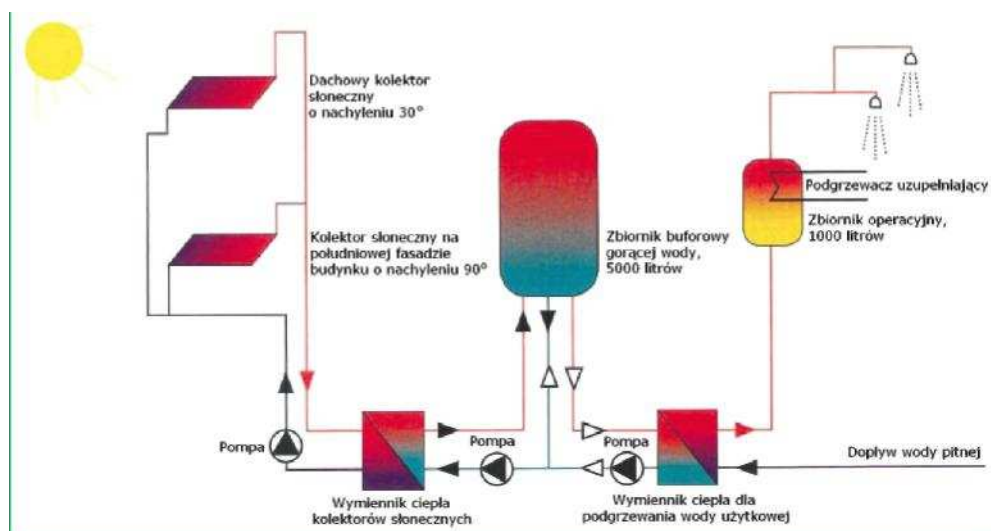 Dachowy kolektor
słoneczny
o nachyleniu 30°
Kolektor słoneczny na
południowej fasadzie
budynku o nachyleniu 90°
Zbiornik buforowy
gorącej wody,
5000 litrów
Podgrzewacz uzupełniający
Zbiornik operacyjny,
1000 litrów
Pompa
Pompa
Pompa
Dopływ wody pitnej
Wymiennik ciepła
kolektorów słonecznych
Wymiennik ciepła dla
podgrzewania wody użytkowej